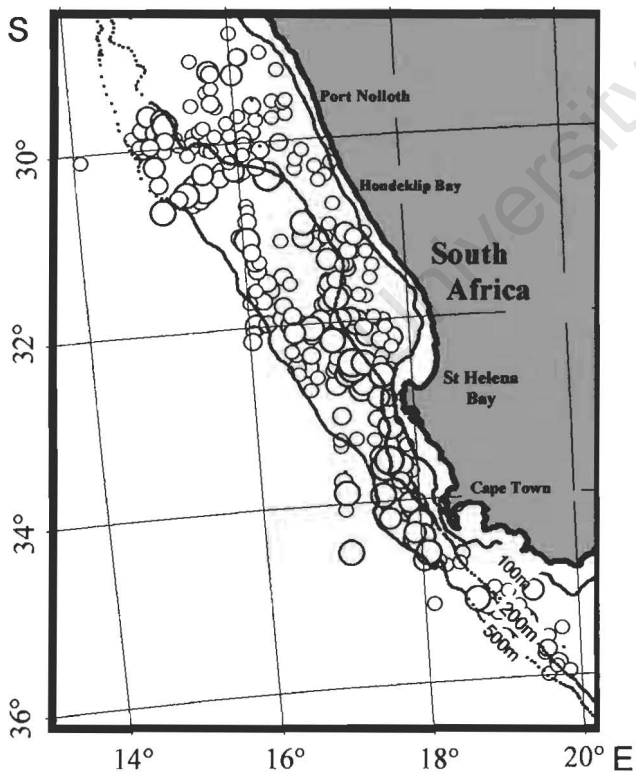 S
Port Nolloth
30°
Hondeklip Bay
South
Africa
32°
St Helena
Bay
Cape Town
34°
100m
200m
500m
36°
14° 16° 18° 20° E
University